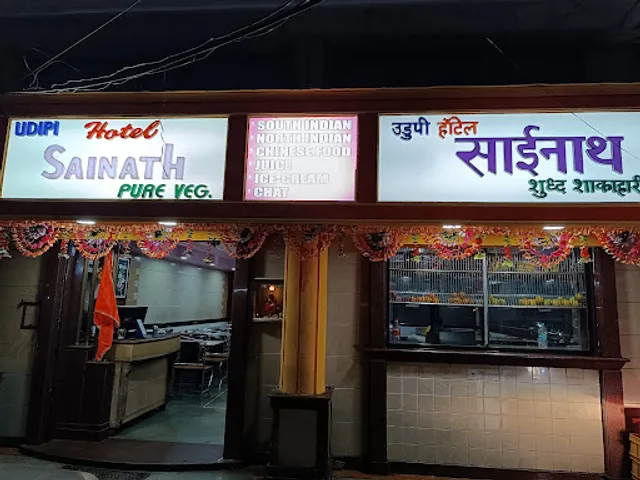 UDIPI Hotel
SAINATH
PURE VEG.
* SOUTH INDIAN
* NORTH INDIAN
* CHINESE FOOD
* JUICE
* ICE-CREAM
* CHAT
उडुपी हॅाटेल
साईनाथ
शुध्द शाकाहारी